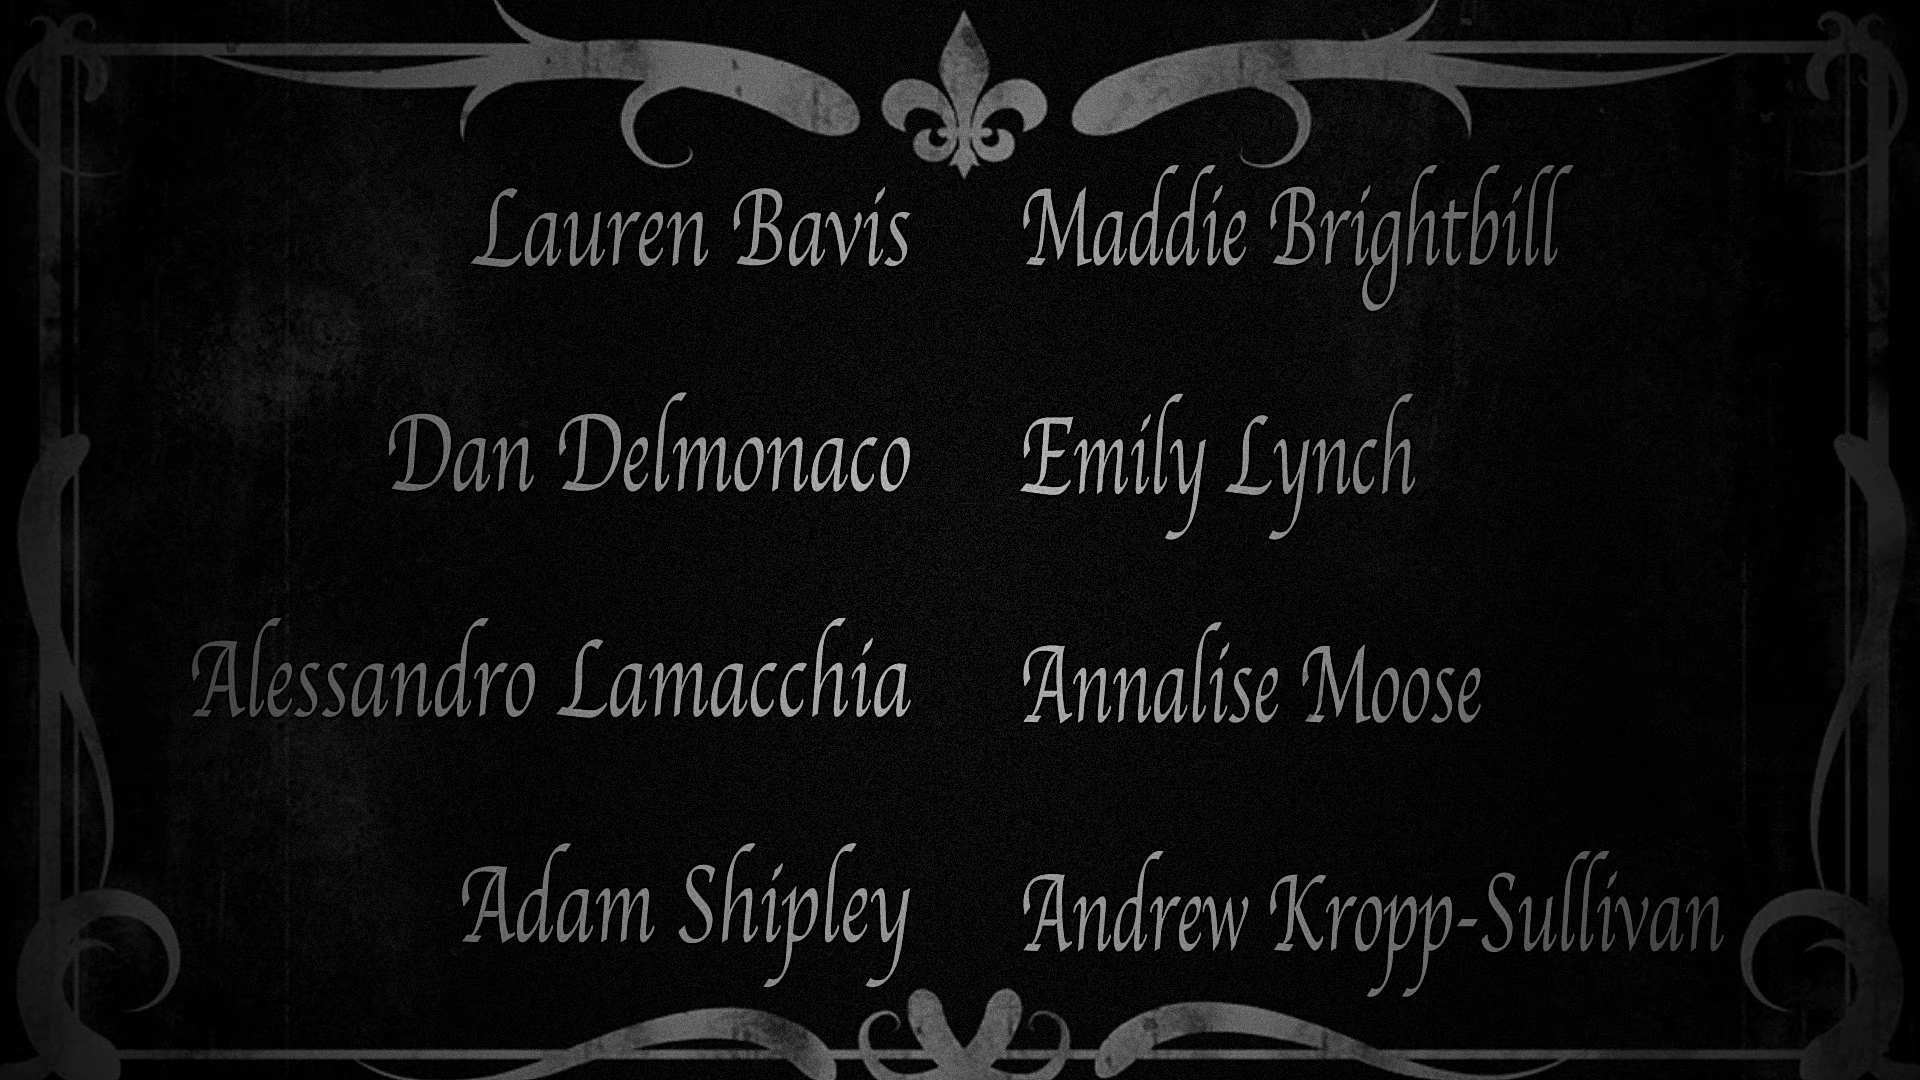 Lauren Bavis Maddie Brightbill
Dan Delmonaco Emily Lynch
Alessandro Lamacchia Annalise Moose
Adam Shipley Andrew Kropp-Sullivan